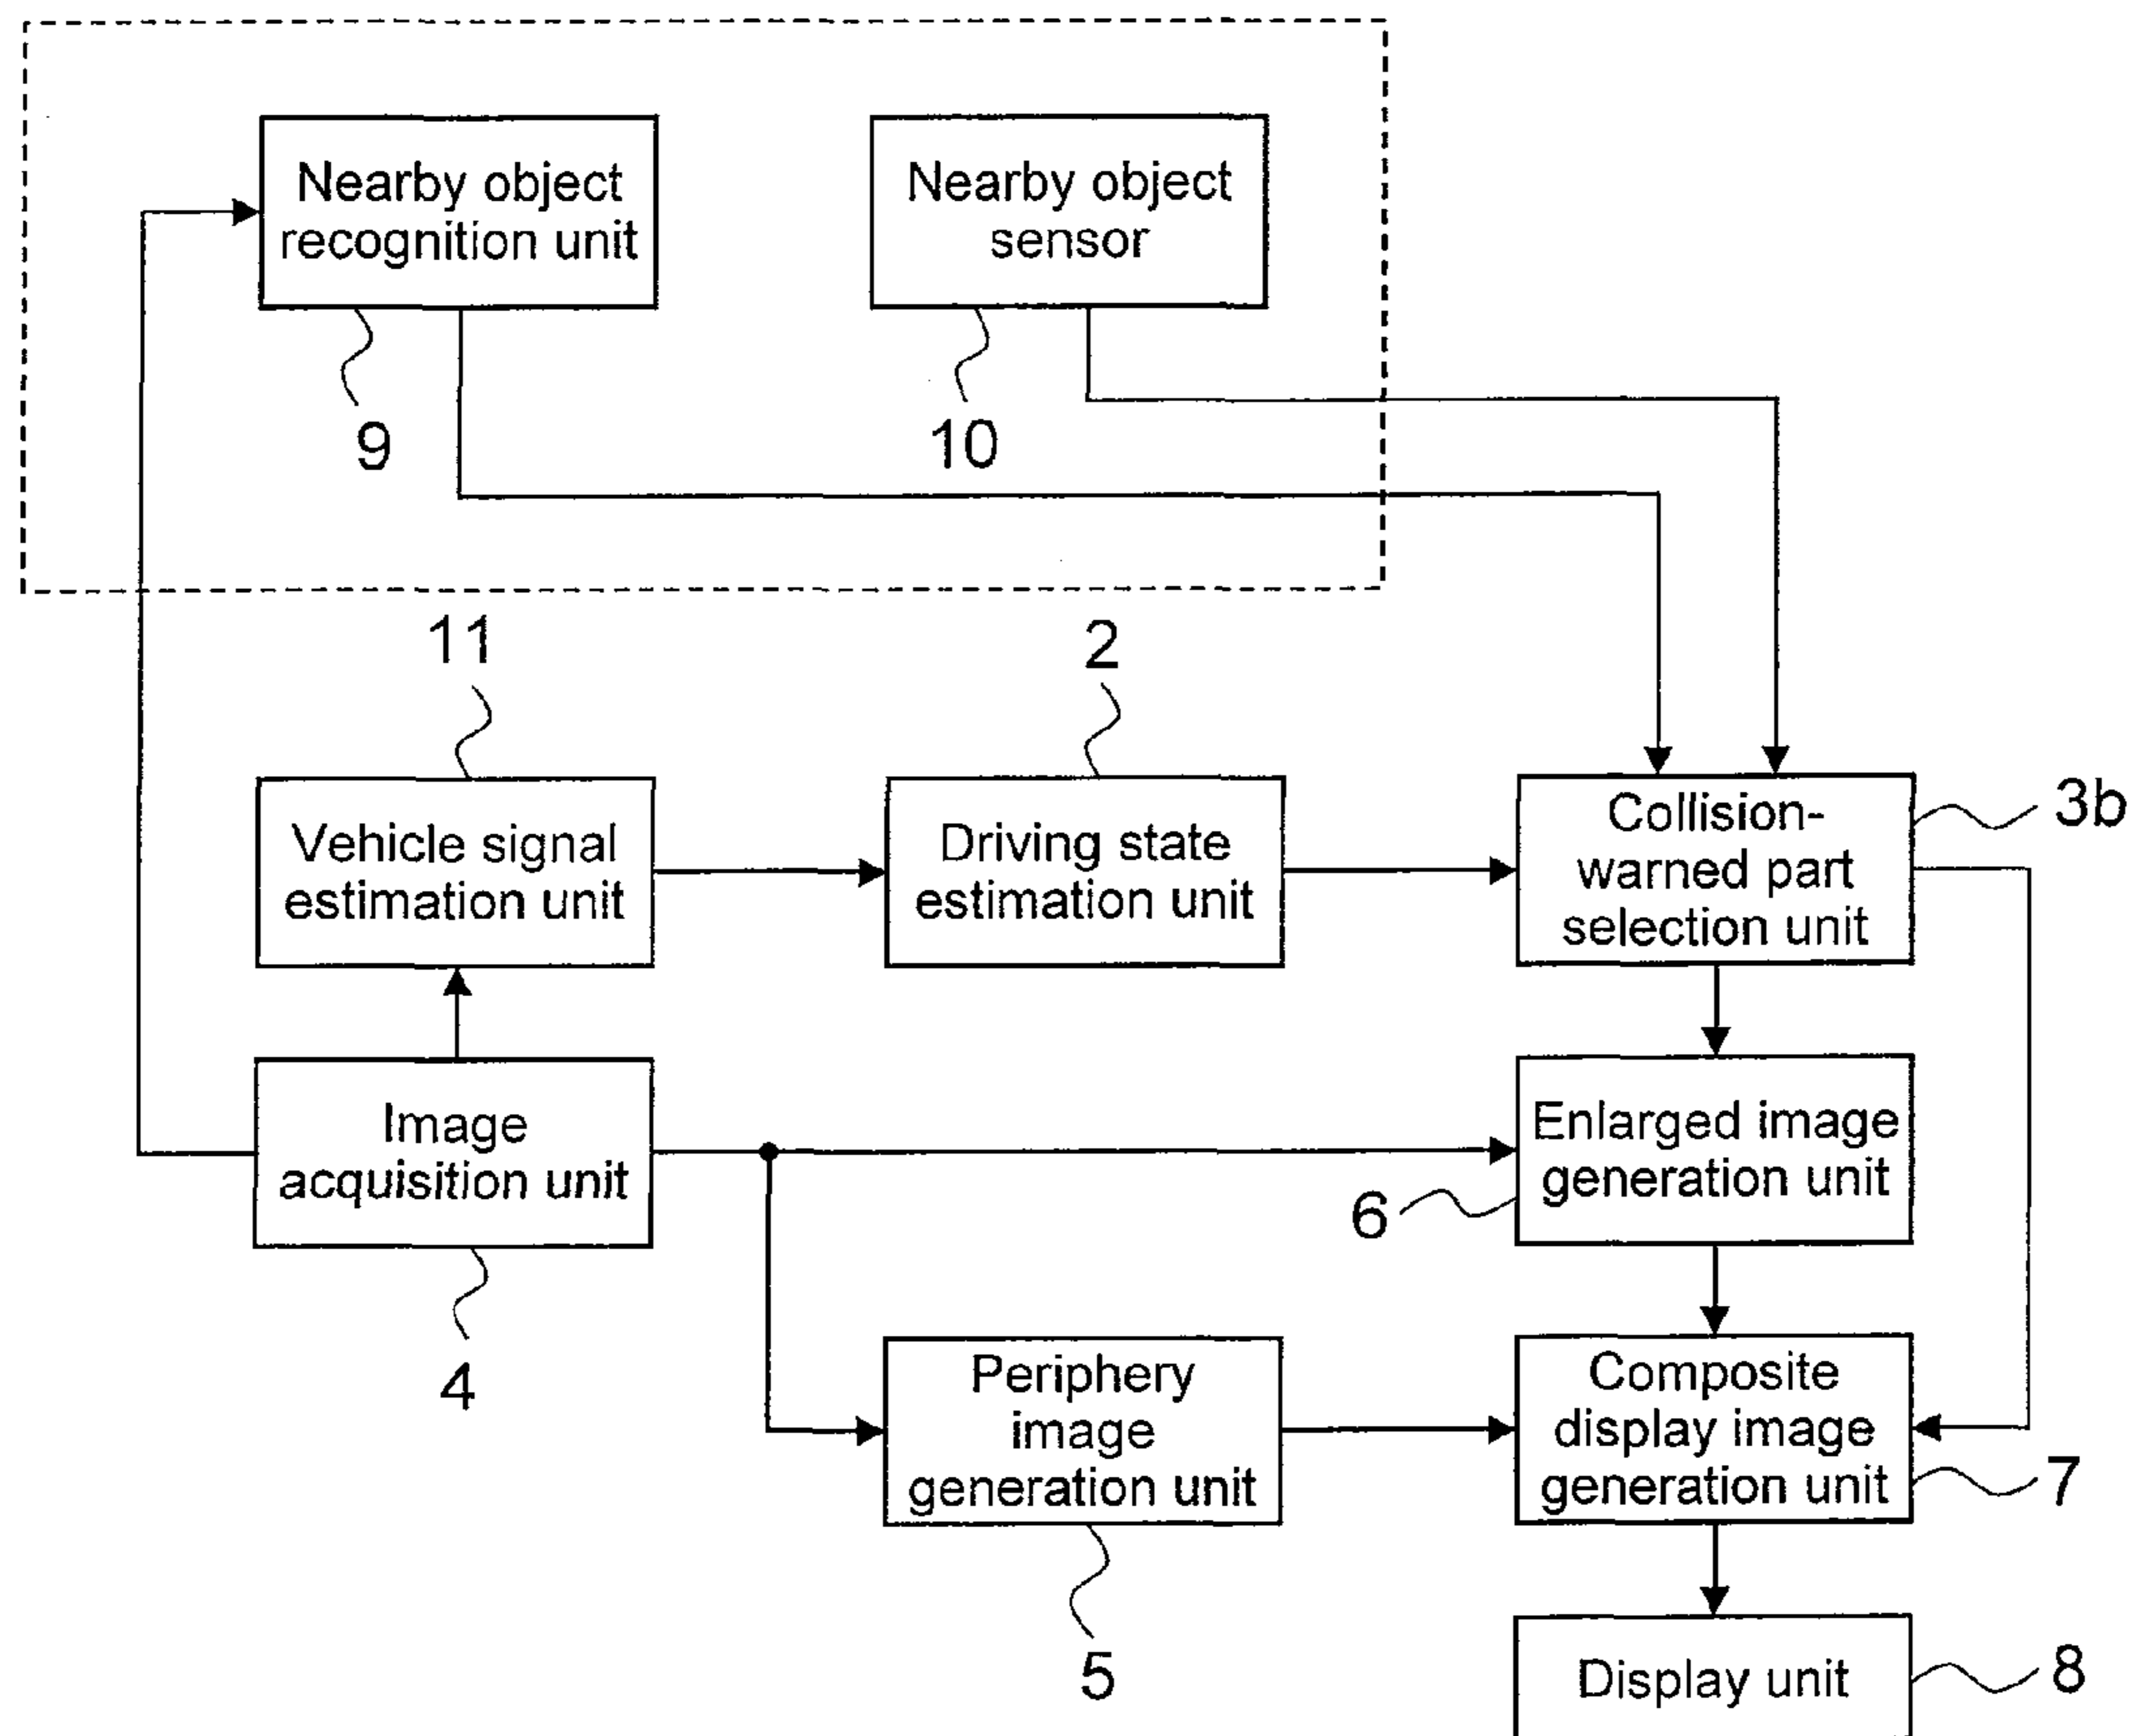 Nearby object
recognition unit
Nearby object
sensor
9
10
11
2
Vehicle signal
estimation unit
Driving state
estimation unit
Collision-
warned part
selection unit
3b
Image
acquisition unit
Enlarged image
generation unit
6
4
Periphery
image
generation unit
Composite
display image
generation unit
7
5
Display unit
8